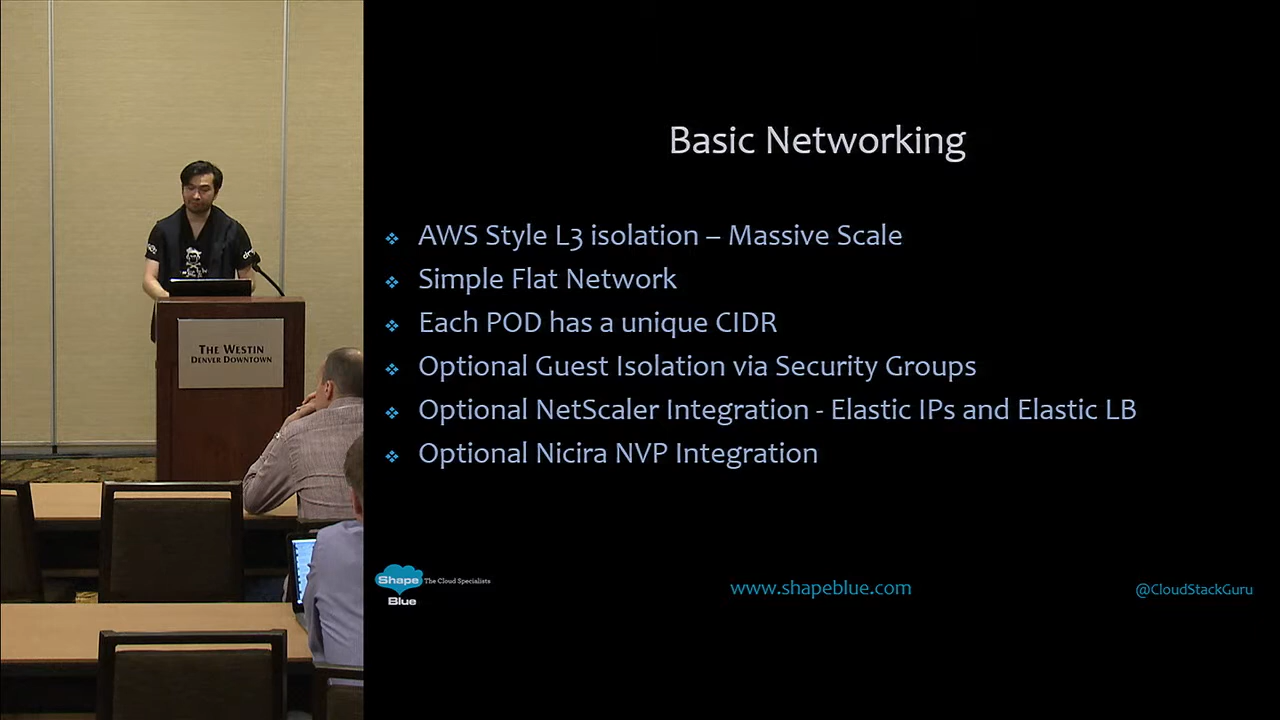 Basic Networking
AWS Style L3 isolation – Massive Scale
Simple Flat Network
Each POD has a unique CIDR
Optional Guest Isolation via Security Groups
Optional NetScaler Integration - Elastic IPs and Elastic LB
Optional Nicira NVP Integration
THE WESTIN
DENVER DOWNTOWN
Shape
Blue
The Cloud Specialists
www.shapeblue.com
@CloudStackGuru